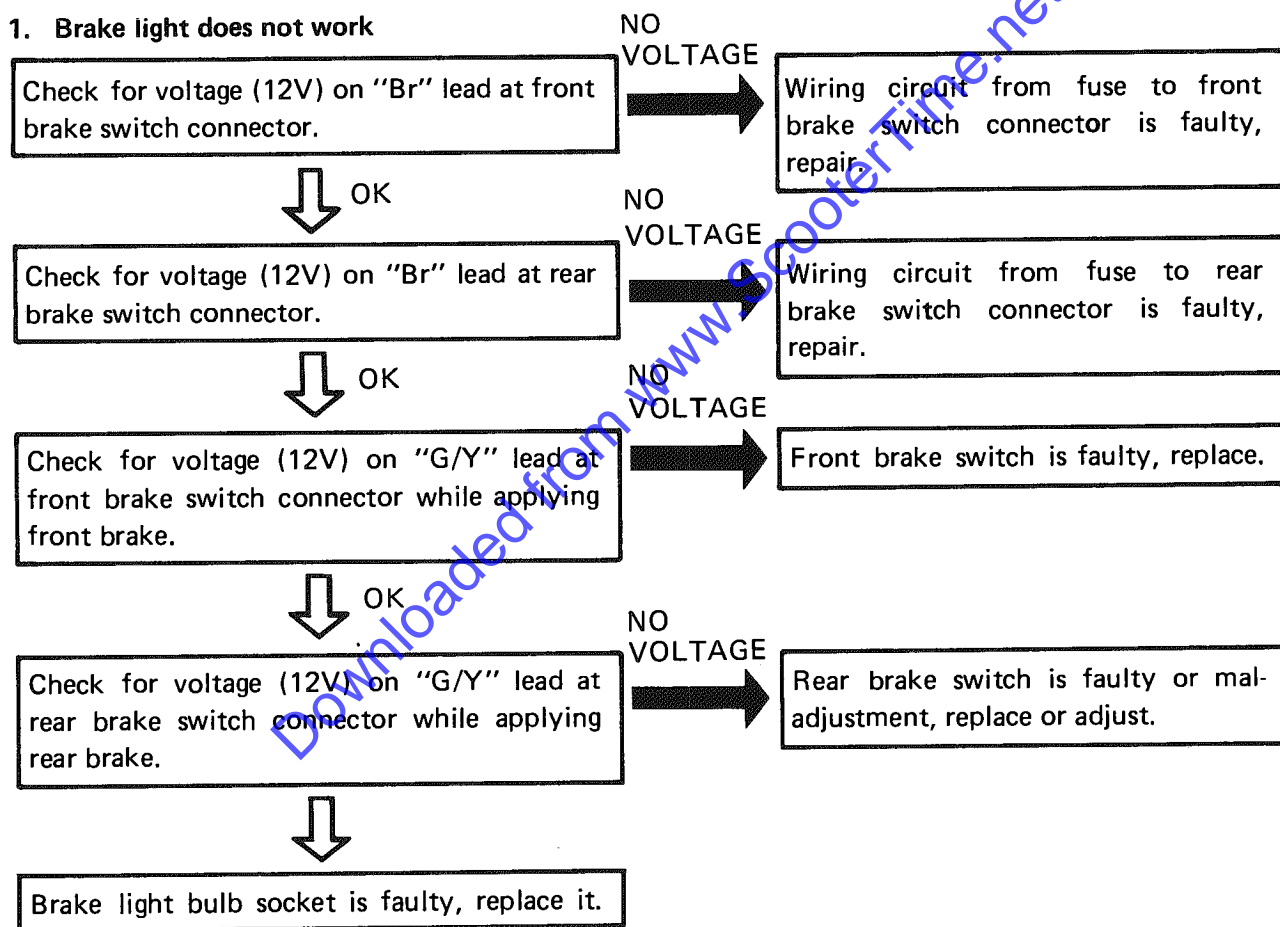 1. Brake light does not work
NO
VOLTAGE
Check for voltage (12V) on "Br" lead at front
brake switch connector.
Wiring circuit from fuse to front
brake switch connector is faulty,
repair.
OK
NO
VOLTAGE
Check for voltage (12V) on "Br" lead at rear
brake switch connector.
Wiring circuit from fuse to rear
brake switch connector is faulty,
repair.
OK
NO
VOLTAGE
Check for voltage (12V) on "G/Y" lead at
front brake switch connector while applying
front brake.
Front brake switch is faulty, replace.
OK
NO
VOLTAGE
Check for voltage (12V) on "G/Y" lead at
rear brake switch connector while applying
rear brake.
Rear brake switch is faulty or mal-
adjustment, replace or adjust.
Brake light bulb socket is faulty, replace it.
Downloaded from www.ScooterTime.net